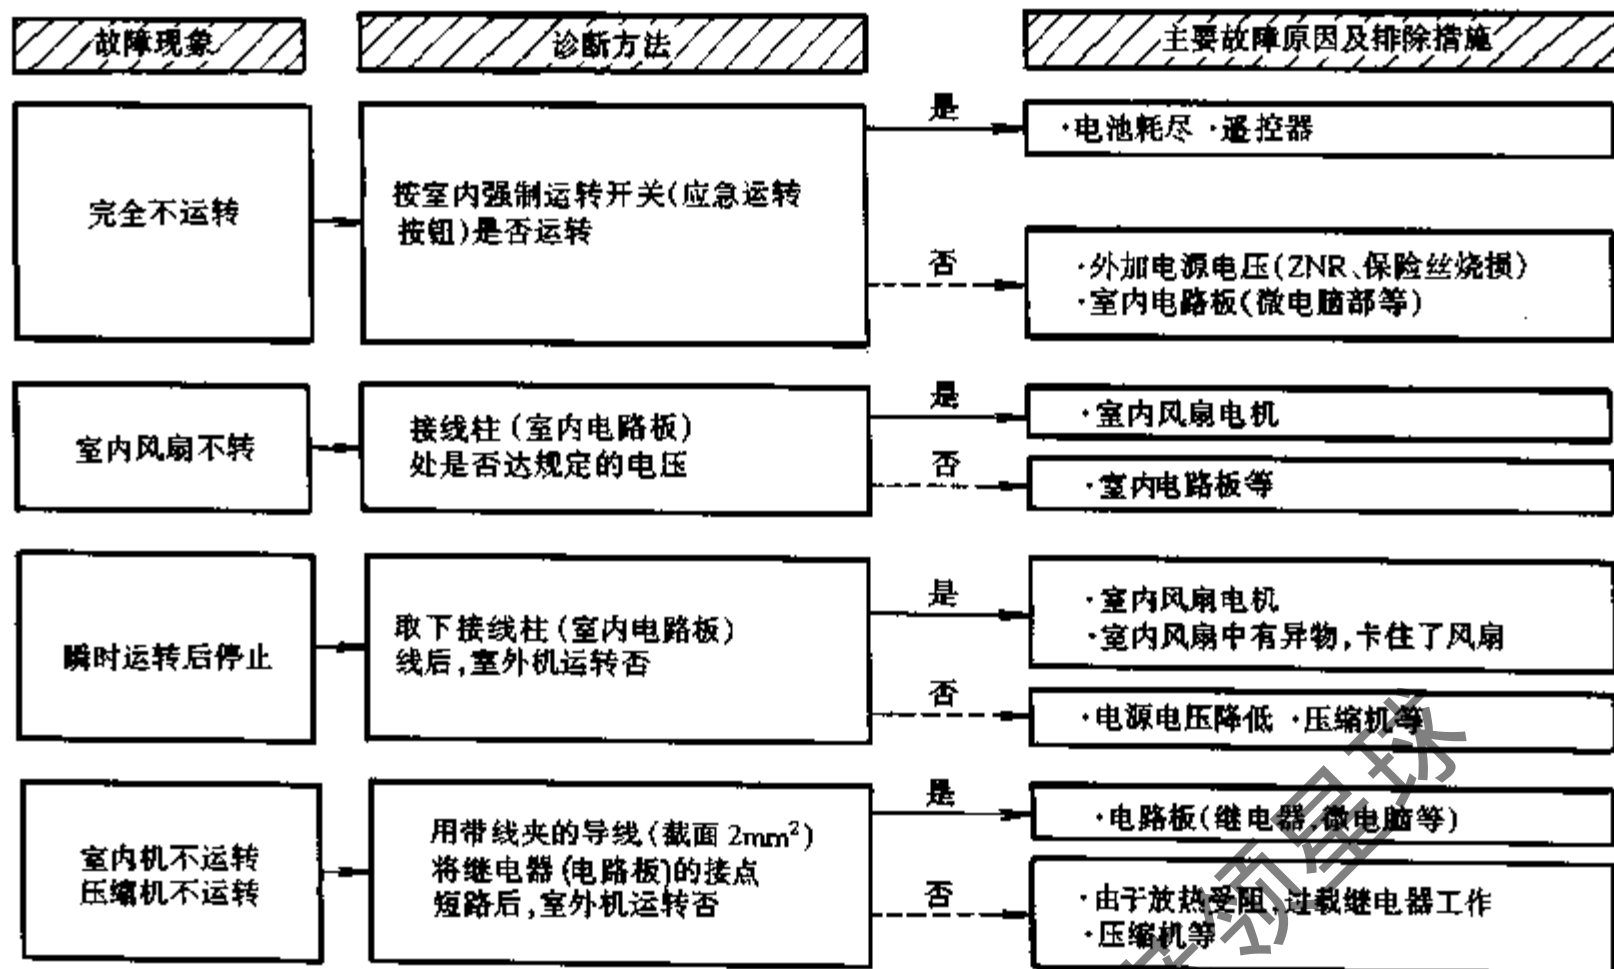 故障现象
诊断方法
主要故障原因及排除措施
完全不运转
按室内强制运转开关(应急运转
按钮)是否运转
是
·电池耗尽 ·遥控器
否
·外加电源电压(ZNR、保险丝烧损)
·室内电路板(微电脑部等)
室内风扇不转
接线柱(室内电路板)
处是否达规定的电压
是
·室内风扇电机
否
·室内电路板等
瞬时运转后停止
取下接线柱(室内电路板)
线后,室外机运转否
是
·室内风扇电机
·室内风扇中有异物,卡住了风扇
否
·电源电压降低 ·压缩机等
室内机不运转
压缩机不运转
用带线夹的导线(截面 2mm²)
将继电器(电路板)的接点
短路后,室外机运转否
是
·电路板(继电器、微电脑等)
否
·由于放热受阻,过载继电器工作
·压缩机等
领星球